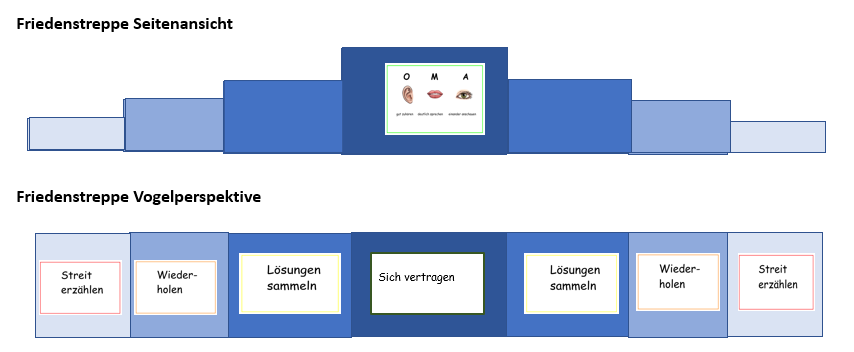 Friedenstreppe Seitenansicht
O M A
gut zuhören deutlich sprechen einander anschauen
Friedenstreppe Vogelperspektive
Streit
erzählen
Wieder-
holen
Lösungen
sammeln
Sich vertragen
Lösungen
sammeln
Wieder-
holen
Streit
erzählen